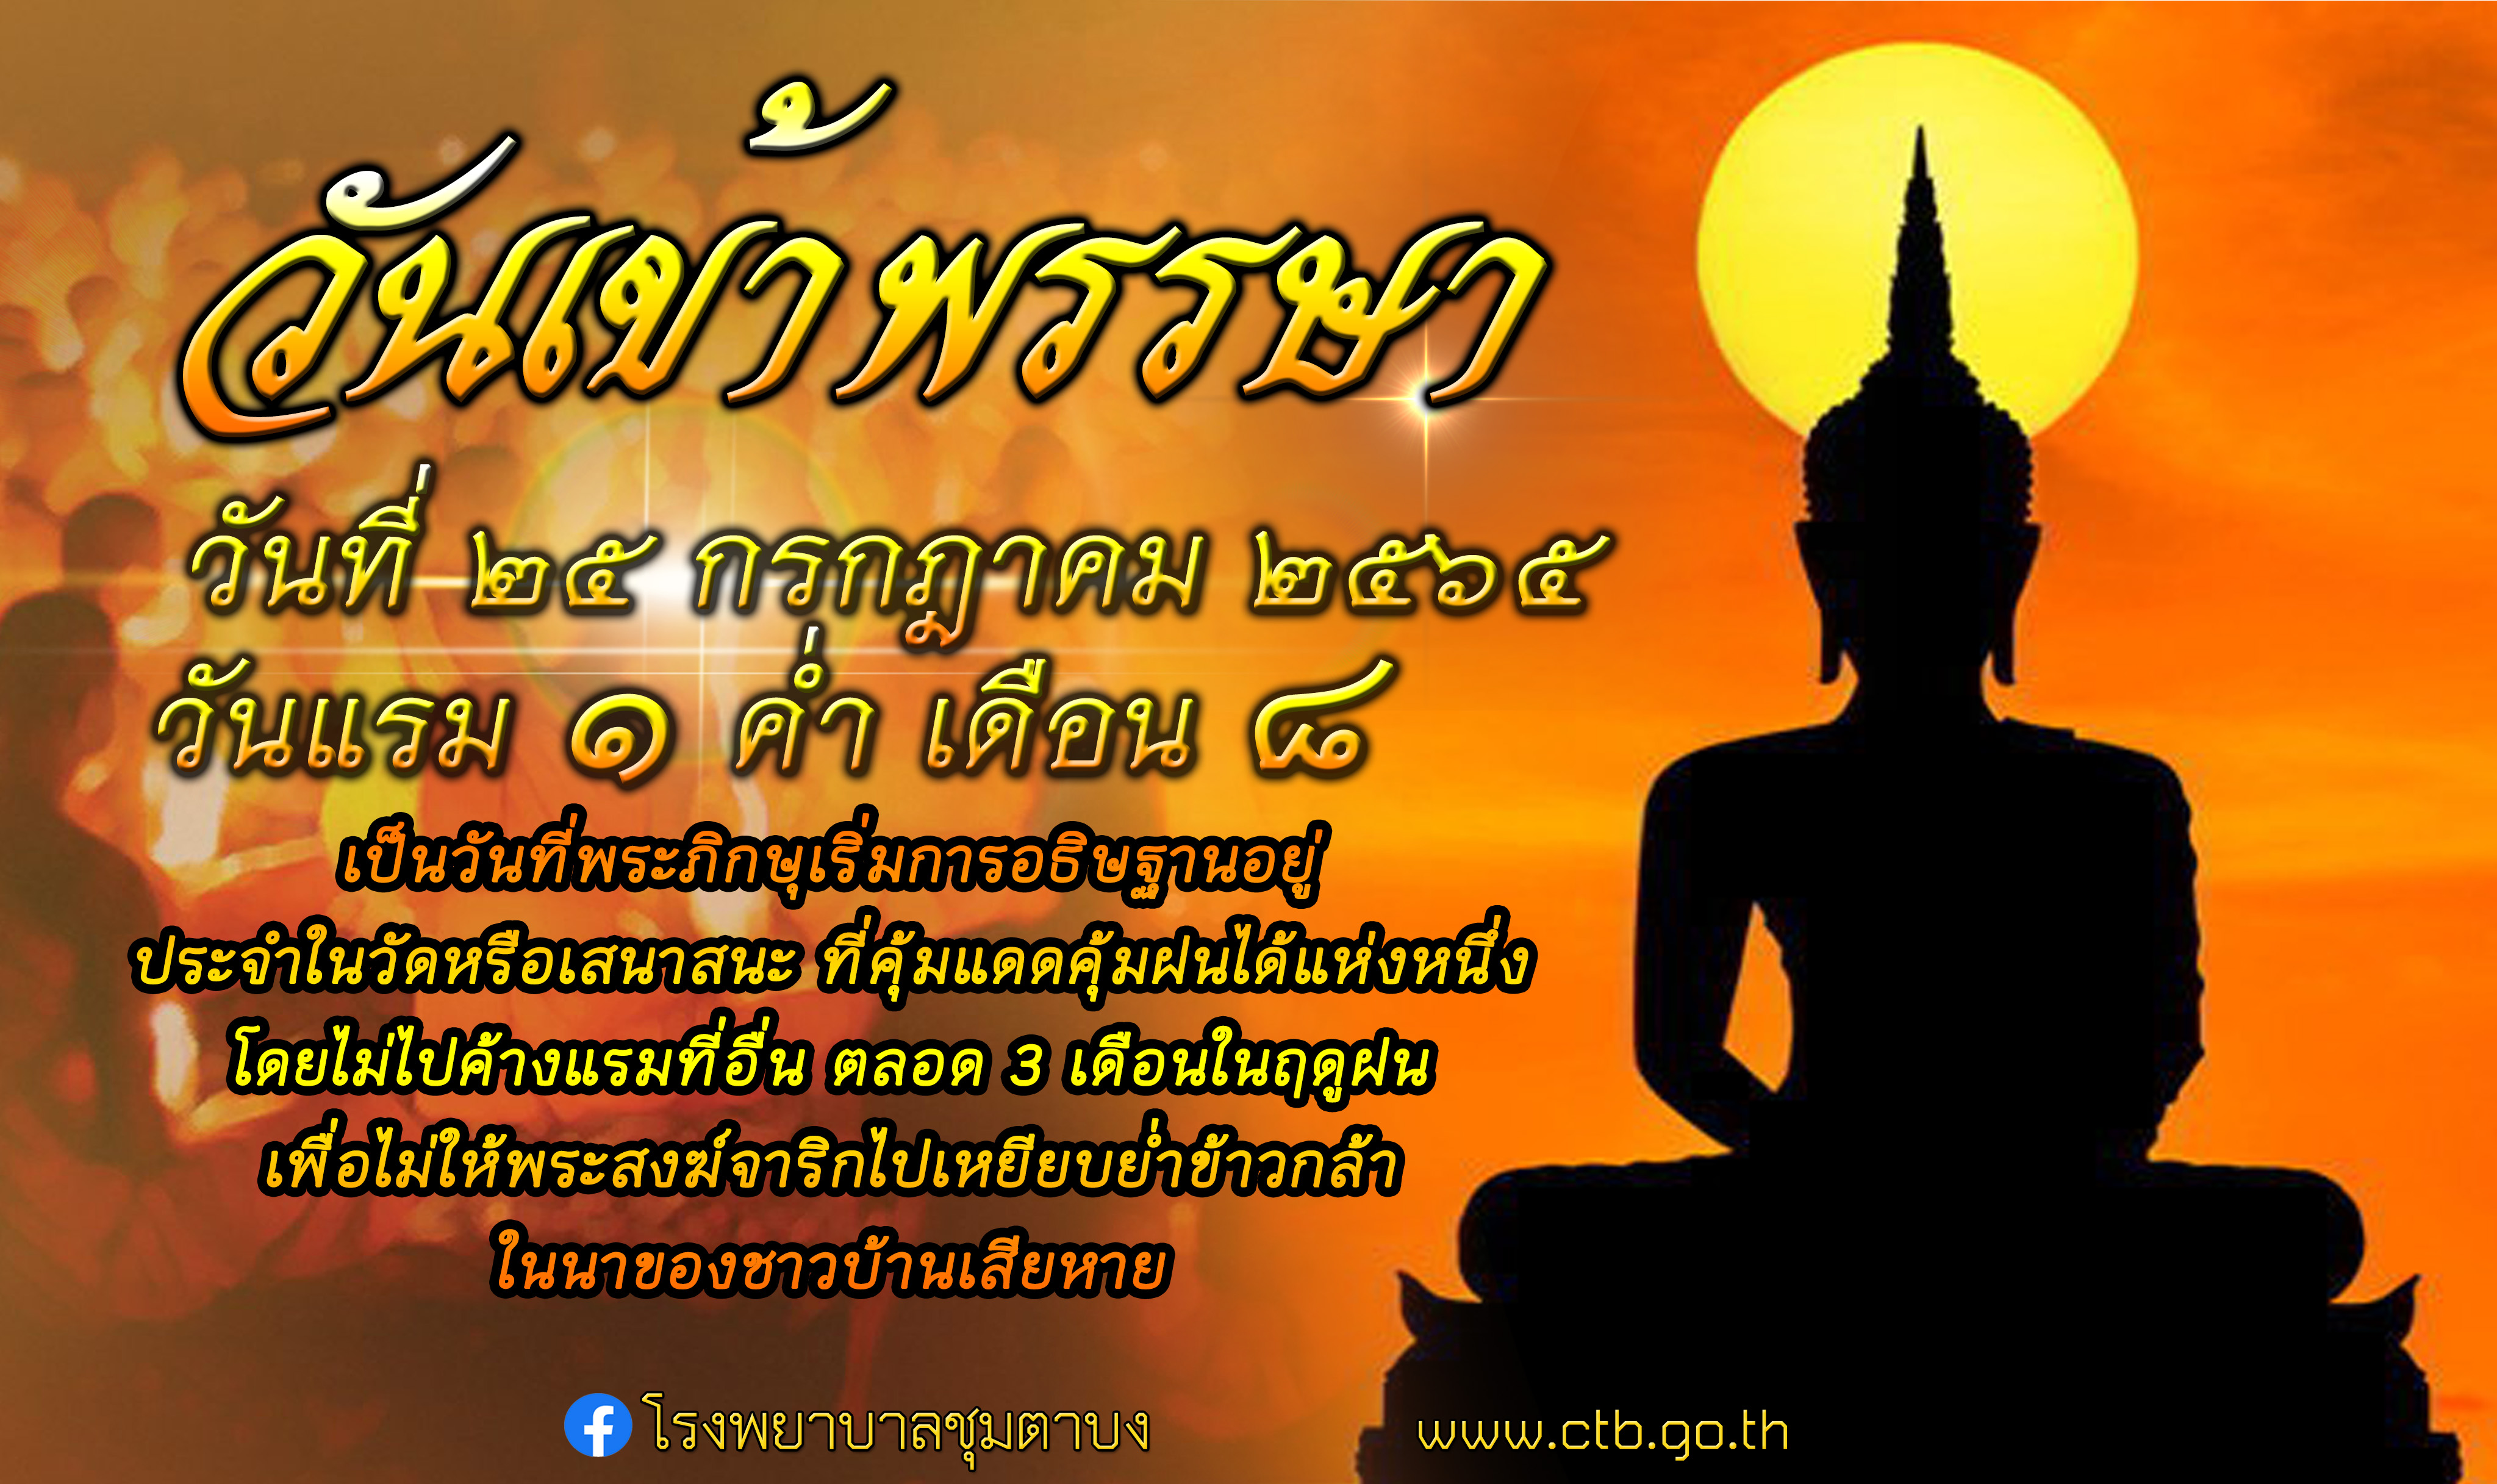 วันเข้าพรรษา
วันที่ ๒๕ กรกฎาคม ๒๕๖๕
วันแรม ๑ ค่ำ เดือน ๘
เป็นวันที่พระภิกษุเริ่มการอธิษฐานอยู่
ประจำในวัดหรือเสนาสนะ ที่คุ้มแดดคุ้มฝนได้แห่งหนึ่ง
โดยไม่ไปค้างแรมที่อื่น ตลอด 3 เดือนในฤดูฝน
เพื่อไม่ให้พระสงฆ์จาริกไปเหยียบย่ำข้าวกล้า
ในนาของชาวบ้านเสียหาย
โรงพยาบาลชุมตาบง www.ctb.go.th